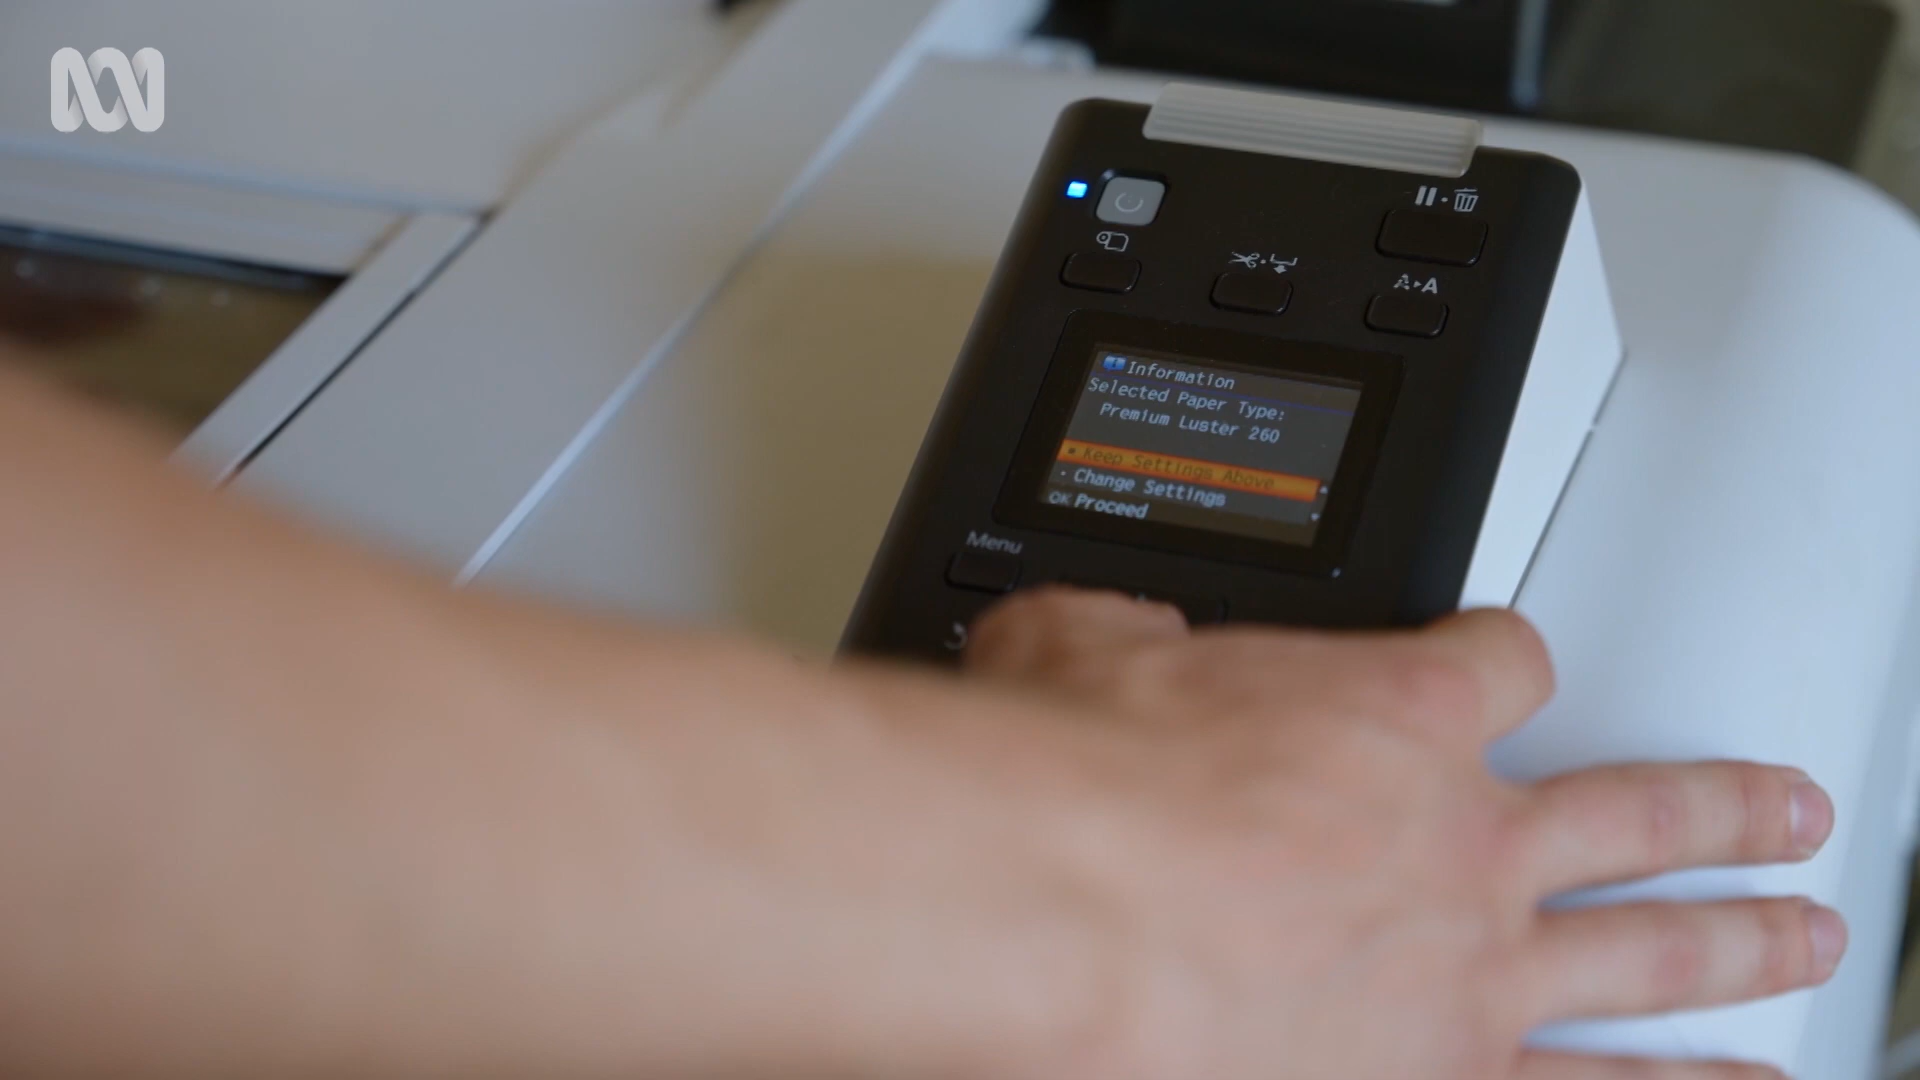 Information
Selected Paper Type:
Premium Luster 260
Keep Settings Above
Change Settings
OK Proceed
Menu